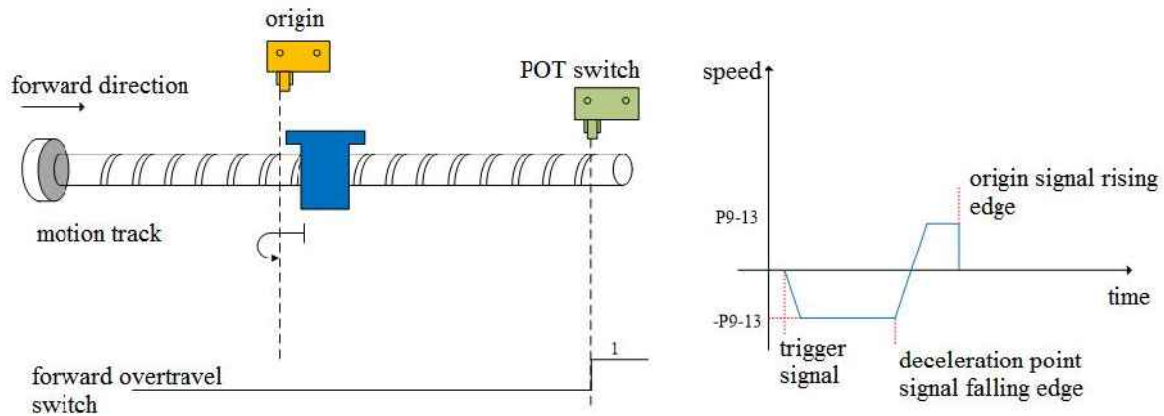 origin
forward direction
POT switch
motion track
1
forward overtravel
switch
speed
P9-13
origin signal rising
edge
time
-P9-13
trigger
signal
deceleration point
signal falling edge